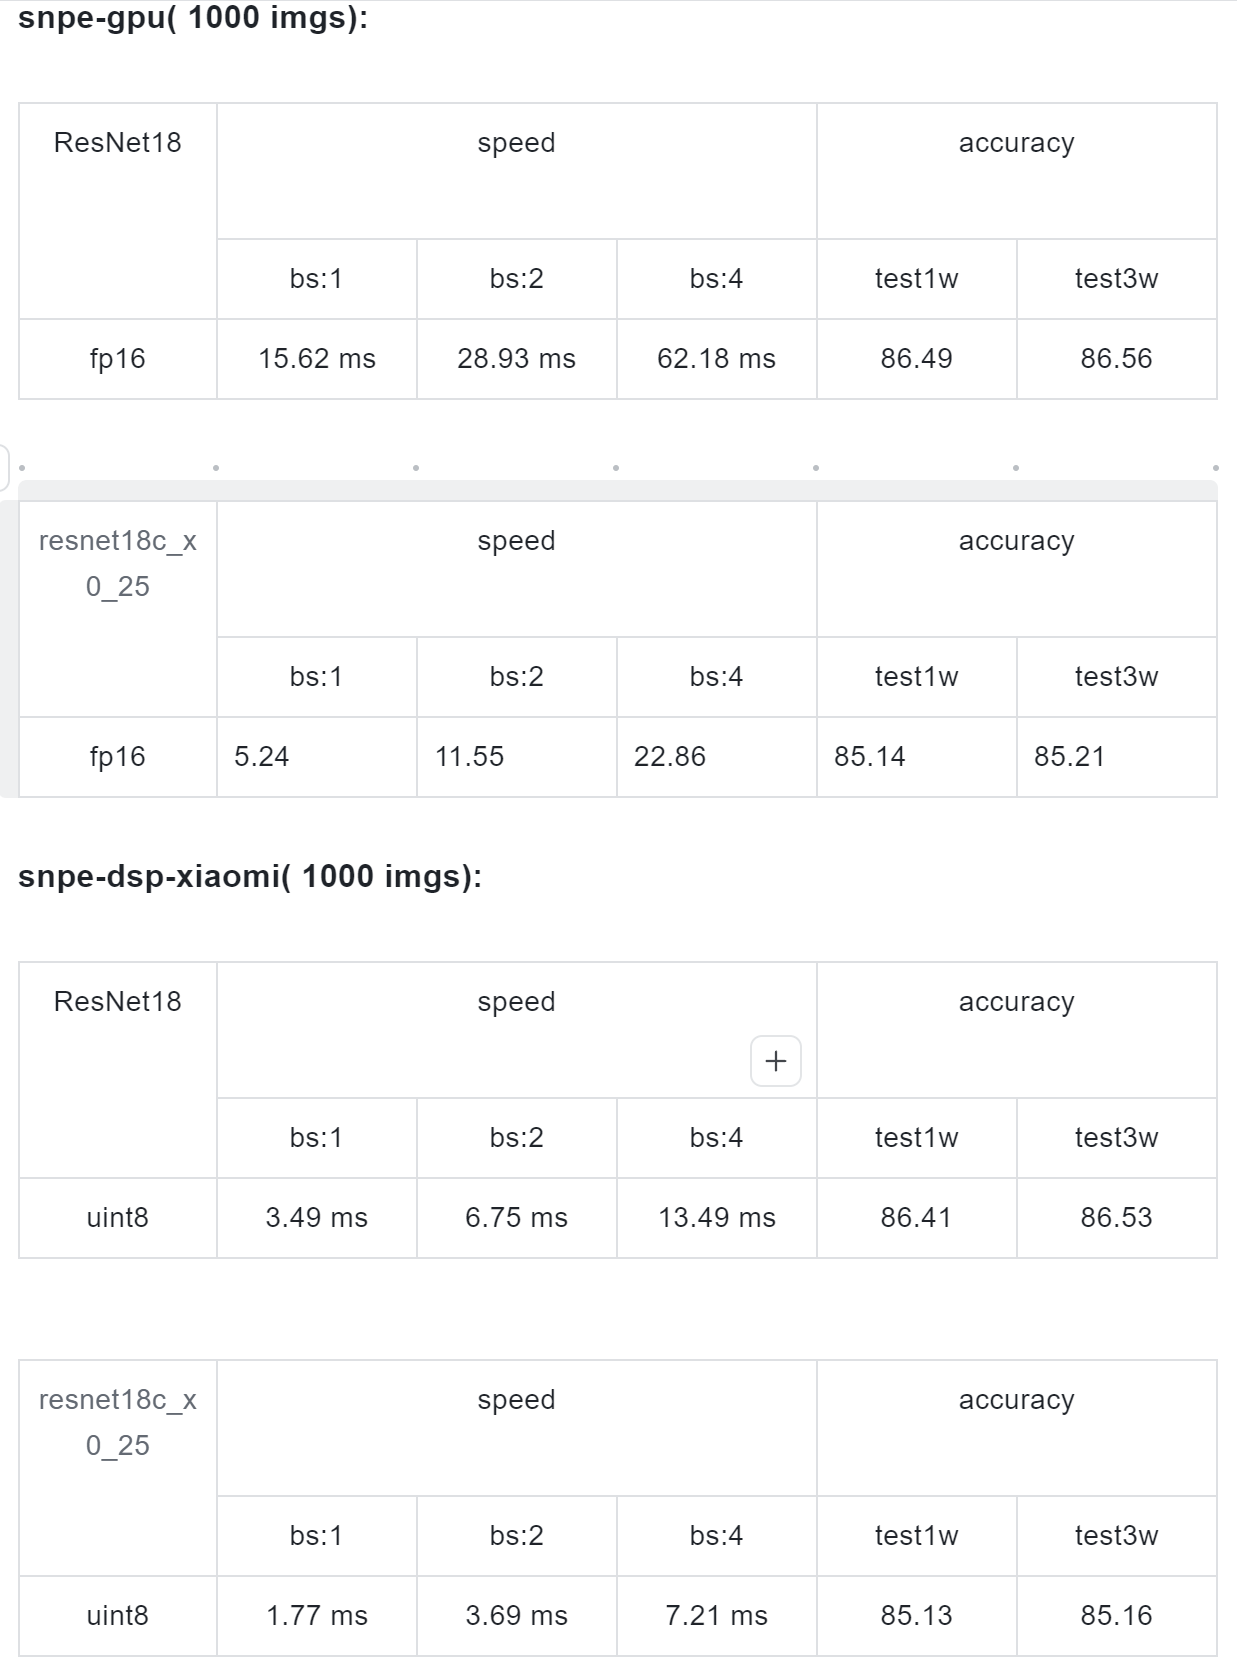 snpe-gpu( 1000 imgs):
ResNet18 speed accuracy
bs:1 bs:2 bs:4 test1w test3w
fp16 15.62 ms 28.93 ms 62.18 ms 86.49 86.56
resnet18c_x speed accuracy
0_25
bs:1 bs:2 bs:4 test1w test3w
fp16 5.24 11.55 22.86 85.14 85.21
snpe-dsp-xiaomi( 1000 imgs):
ResNet18 speed accuracy
bs:1 bs:2 bs:4 test1w test3w
uint8 3.49 ms 6.75 ms 13.49 ms 86.41 86.53
resnet18c_x speed accuracy
0_25
bs:1 bs:2 bs:4 test1w test3w
uint8 1.77 ms 3.69 ms 7.21 ms 85.13 85.16